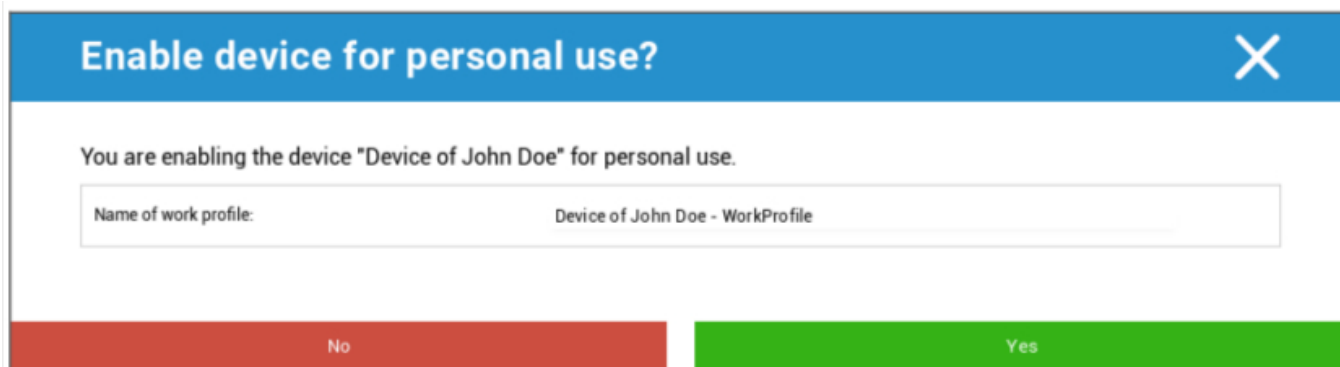 Enable device for personal use?
You are enabling the device "Device of John Doe" for personal use.
Name of work profile: Device of John Doe - WorkProfile
No Yes